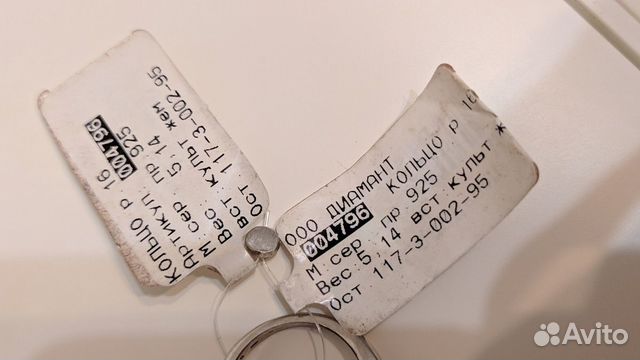 КОЛЬЦО Р 16
Артикул 004796
М сер пр 925
Вес 5,14
вст культ жем
Ост 117-3-002-95
ООО ДИАМАНТ
004796 КОЛЬЦО Р 16
М сер. пр 925
Вес 5,14 вст культ ж
Ост.117-3-002-95
Avito